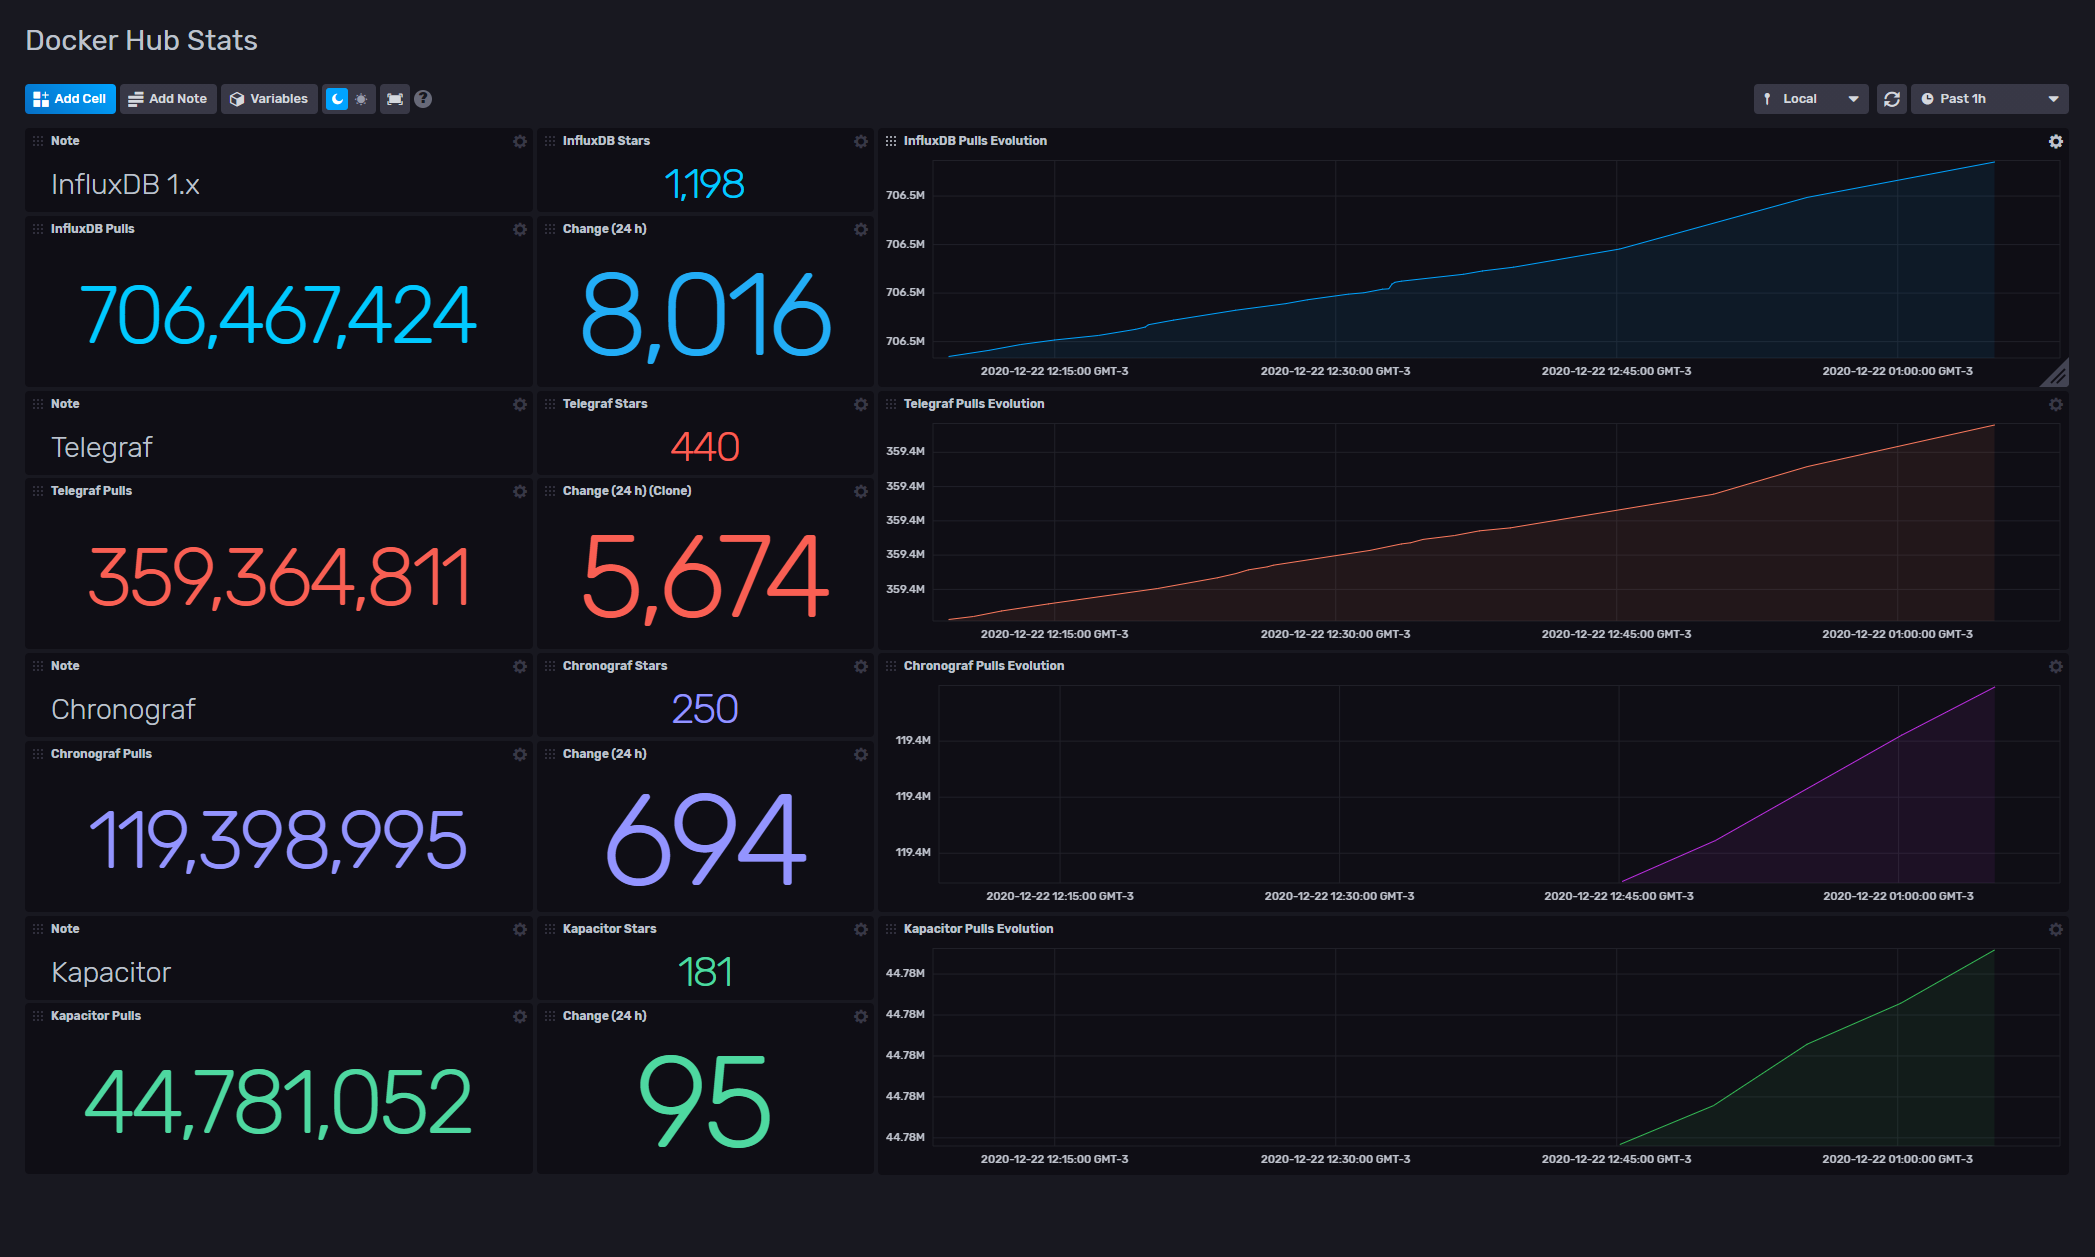 Docker Hub Stats
Add Cell
Add Note
Variables
?
Local
Past 1h
Note
InfluxDB 1.x
InfluxDB Stars
1,198
InfluxDB Pulls
706,467,424
Change (24 h)
8,016
InfluxDB Pulls Evolution
706.5M
706.5M
706.5M
706.5M
2020-12-22 12:15:00 GMT-3
2020-12-22 12:30:00 GMT-3
2020-12-22 12:45:00 GMT-3
2020-12-22 01:00:00 GMT-3
Note
Telegraf
Telegraf Stars
440
Telegraf Pulls
359,364,811
Change (24 h) (Clone)
5,674
Telegraf Pulls Evolution
359.4M
359.4M
359.4M
359.4M
359.4M
2020-12-22 12:15:00 GMT-3
2020-12-22 12:30:00 GMT-3
2020-12-22 12:45:00 GMT-3
2020-12-22 01:00:00 GMT-3
Note
Chronograf
Chronograf Stars
250
Chronograf Pulls
119,398,995
Change (24 h)
694
Chronograf Pulls Evolution
119.4M
119.4M
119.4M
2020-12-22 12:15:00 GMT-3
2020-12-22 12:30:00 GMT-3
2020-12-22 12:45:00 GMT-3
2020-12-22 01:00:00 GMT-3
Note
Kapacitor
Kapacitor Stars
181
Kapacitor Pulls
44,781,052
Change (24 h)
95
Kapacitor Pulls Evolution
44.78M
44.78M
44.78M
44.78M
44.78M
2020-12-22 12:15:00 GMT-3
2020-12-22 12:30:00 GMT-3
2020-12-22 12:45:00 GMT-3
2020-12-22 01:00:00 GMT-3